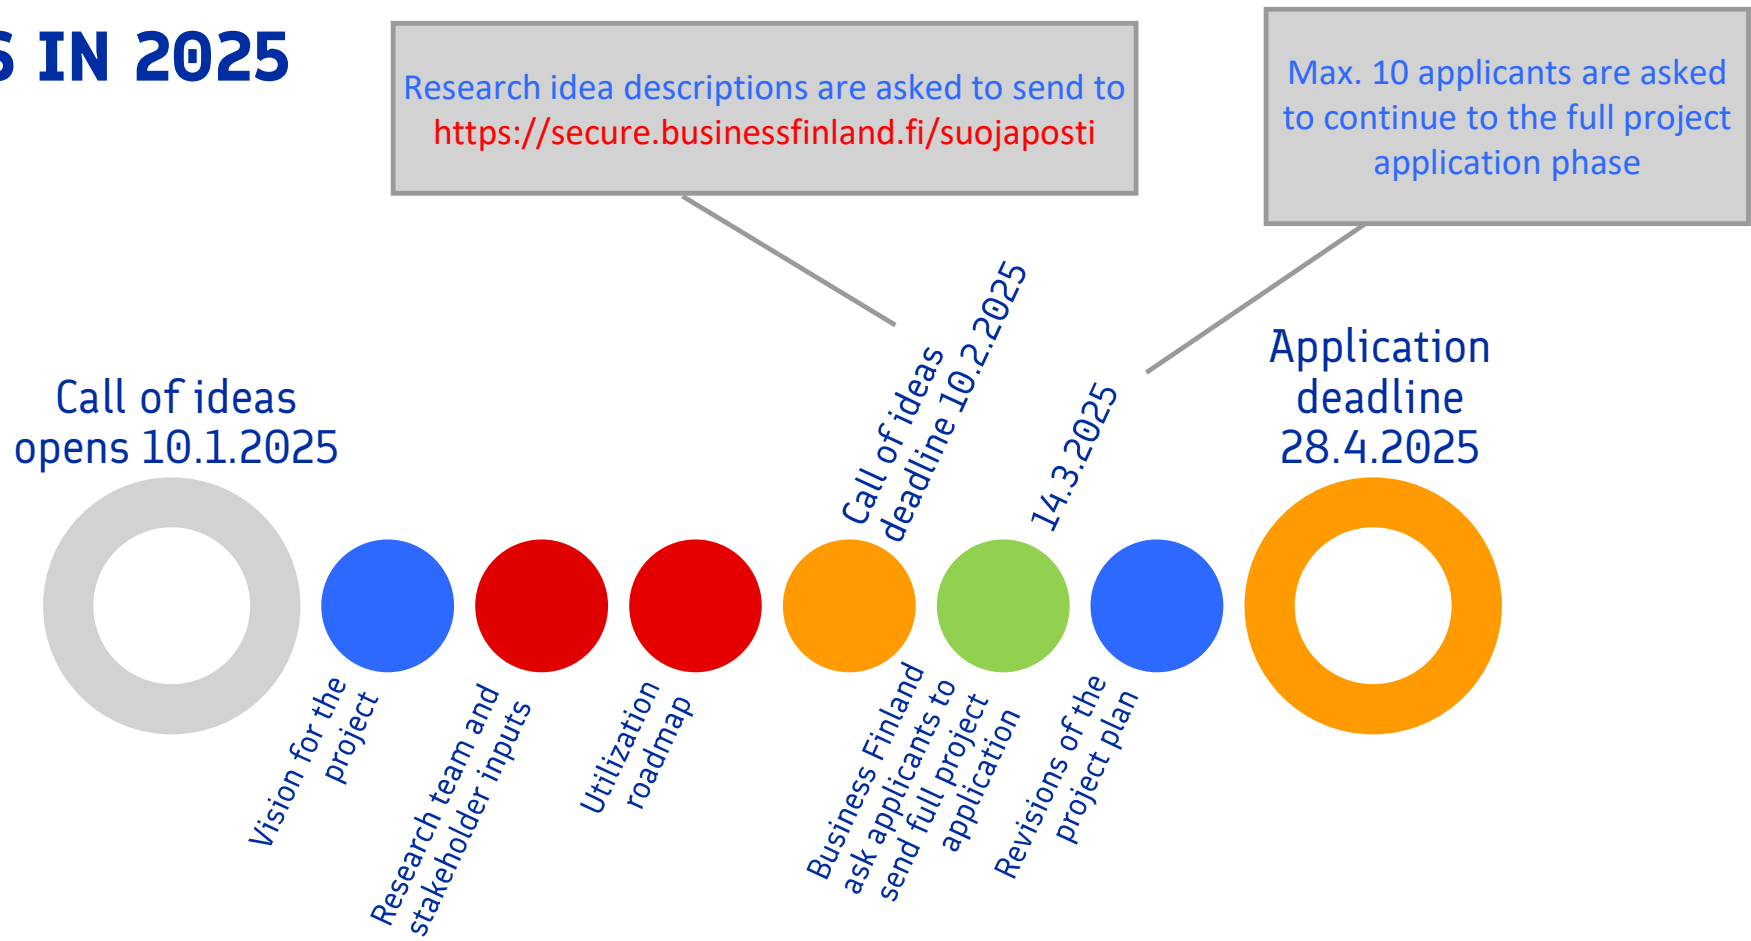 S IN 2025
Research idea descriptions are asked to send to
https://secure.businessfinland.fi/suojaposti
Max. 10 applicants are asked
to continue to the full project
application phase
Call of ideas
opens 10.1.2025
Call of ideas
deadline 10.2.2025
14.3.2025
Application
deadline
28.4.2025
Vision for the
project
Research team and
stakeholder inputs
Utilization
roadmap
Business Finland
ask applicants to
send full project
application
Revisions of the
project plan